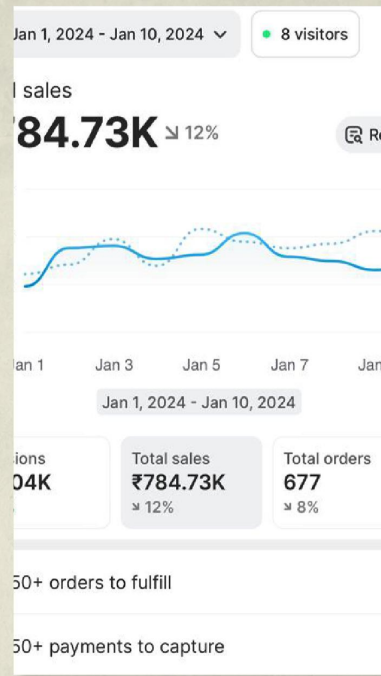 Jan 1, 2024 - Jan 10, 2024
8 visitors
sales
84.73K 12%
Jan 3
Jan 5
Jan 7
Jan 1, 2024 - Jan 10, 2024
04K
Total sales
₹784.73K
12%
Total orders
677
8%
50+ orders to fulfill
50+ payments to capture